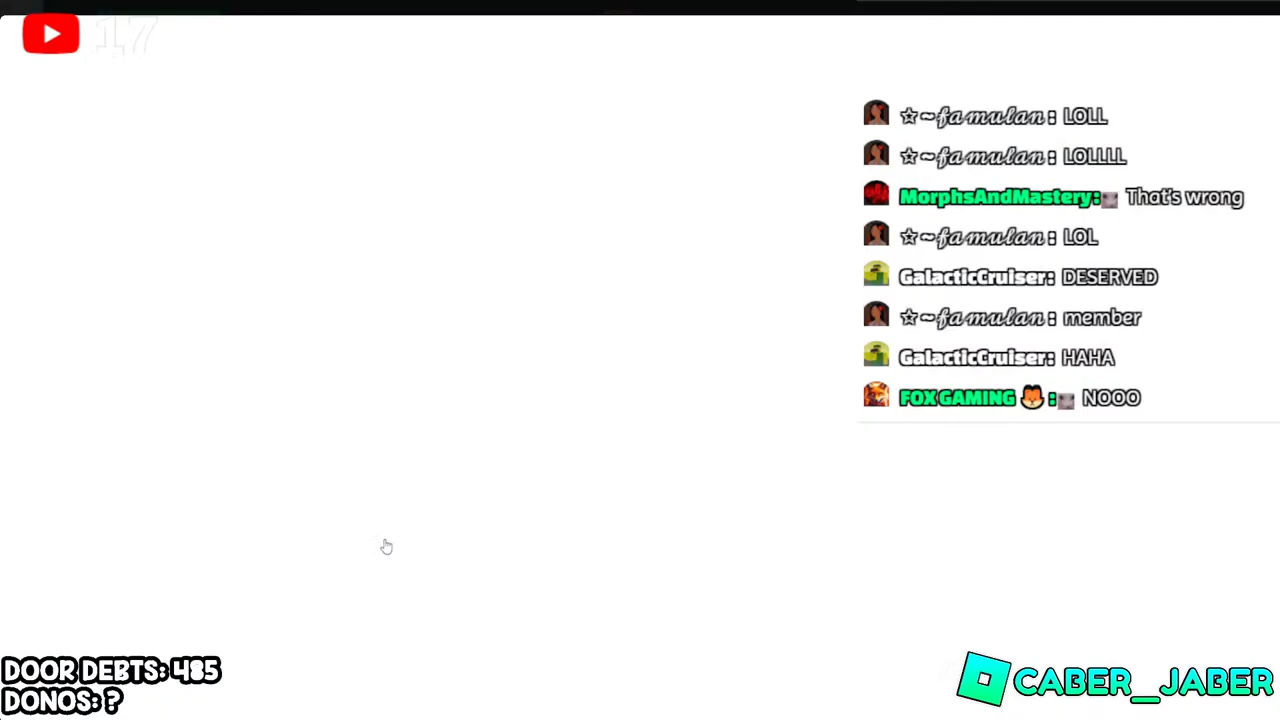 17
☆~𝓯𝓪𝓶𝓾𝓵𝓪𝓷: LOLL
☆~𝓯𝓪𝓶𝓾𝓵𝓪𝓷: LOLLLL
MorphsAndMastery: That's wrong
☆~𝓯𝓪𝓶𝓾𝓵𝓪𝓷: LOL
GalacticCruiser: DESERVED
☆~𝓯𝓪𝓶𝓾𝓵𝓪𝓷: member
GalacticCruiser: HAHA
FOX GAMING 🦊: NOOO
DOOR DEBTS: 485
DONOS: ?
CABER_JABER